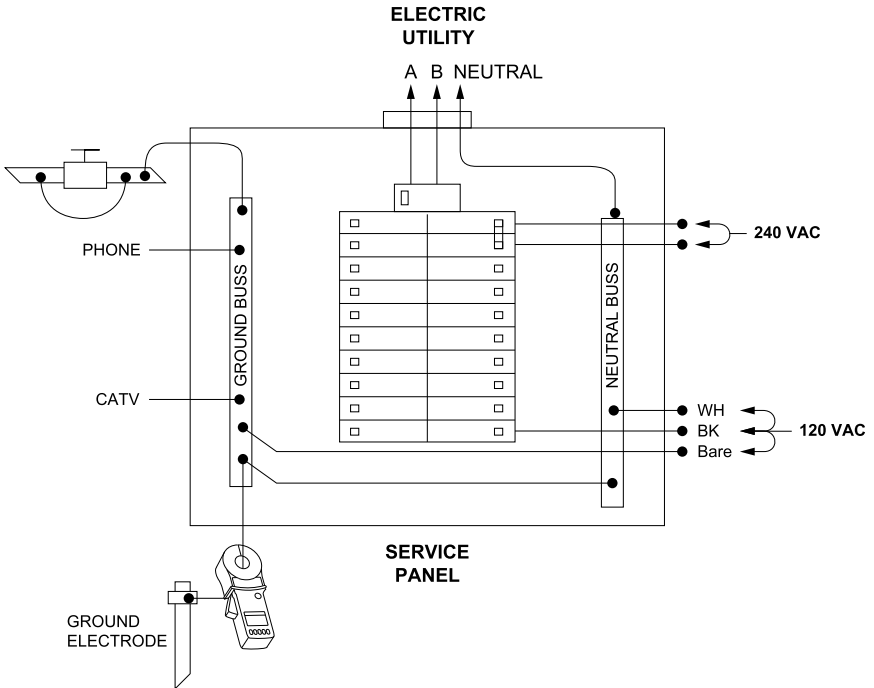 ELECTRIC
UTILITY
A B NEUTRAL
PHONE
GROUND BUSS
CATV
NEUTRAL BUSS
240 VAC
WH
BK
Bare
120 VAC
SERVICE
PANEL
GROUND
ELECTRODE